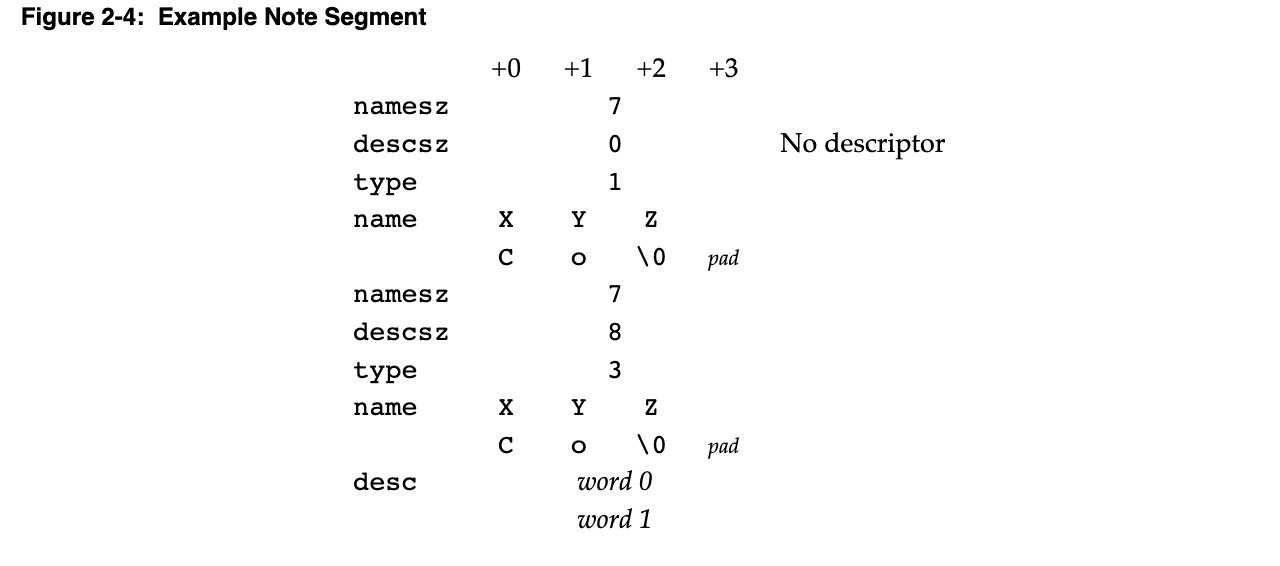 Figure 2-4: Example Note Segment
+0 +1 +2 +3
namesz 7
descsz 0 No descriptor
type 1
name X Y Z
C o \0 pad
namesz 7
descsz 8
type 3
name X Y Z
C o \0 pad
desc word 0
word 1